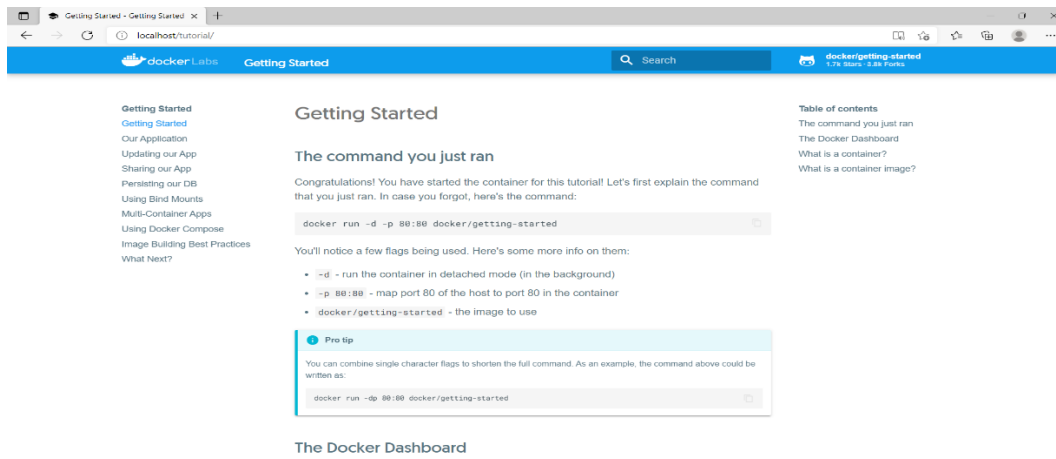 Getting Started - Getting Started
localhost/tutorial/
docker Labs Getting Started
Search
docker/getting-started
1.7k Stars · 3.8k Forks
Getting Started
Getting Started
Our Application
Updating our App
Sharing our App
Persisting our DB
Using Bind Mounts
Multi-Container Apps
Using Docker Compose
Image Building Best Practices
What Next?
Getting Started
The command you just ran
Congratulations! You have started the container for this tutorial! Let's first explain the command
that you just ran. In case you forgot, here's the command:
docker run -d -p 80:80 docker/getting-started
You'll notice a few flags being used. Here's some more info on them:
• -d - run the container in detached mode (in the background)
• -p 80:80 - map port 80 of the host to port 80 in the container
• docker/getting-started - the image to use
Pro tip
You can combine single character flags to shorten the full command. As an example, the command above could be
written as:
docker run -dp 80:80 docker/getting-started
The Docker Dashboard
Table of contents
The command you just ran
The Docker Dashboard
What is a container?
What is a container image?